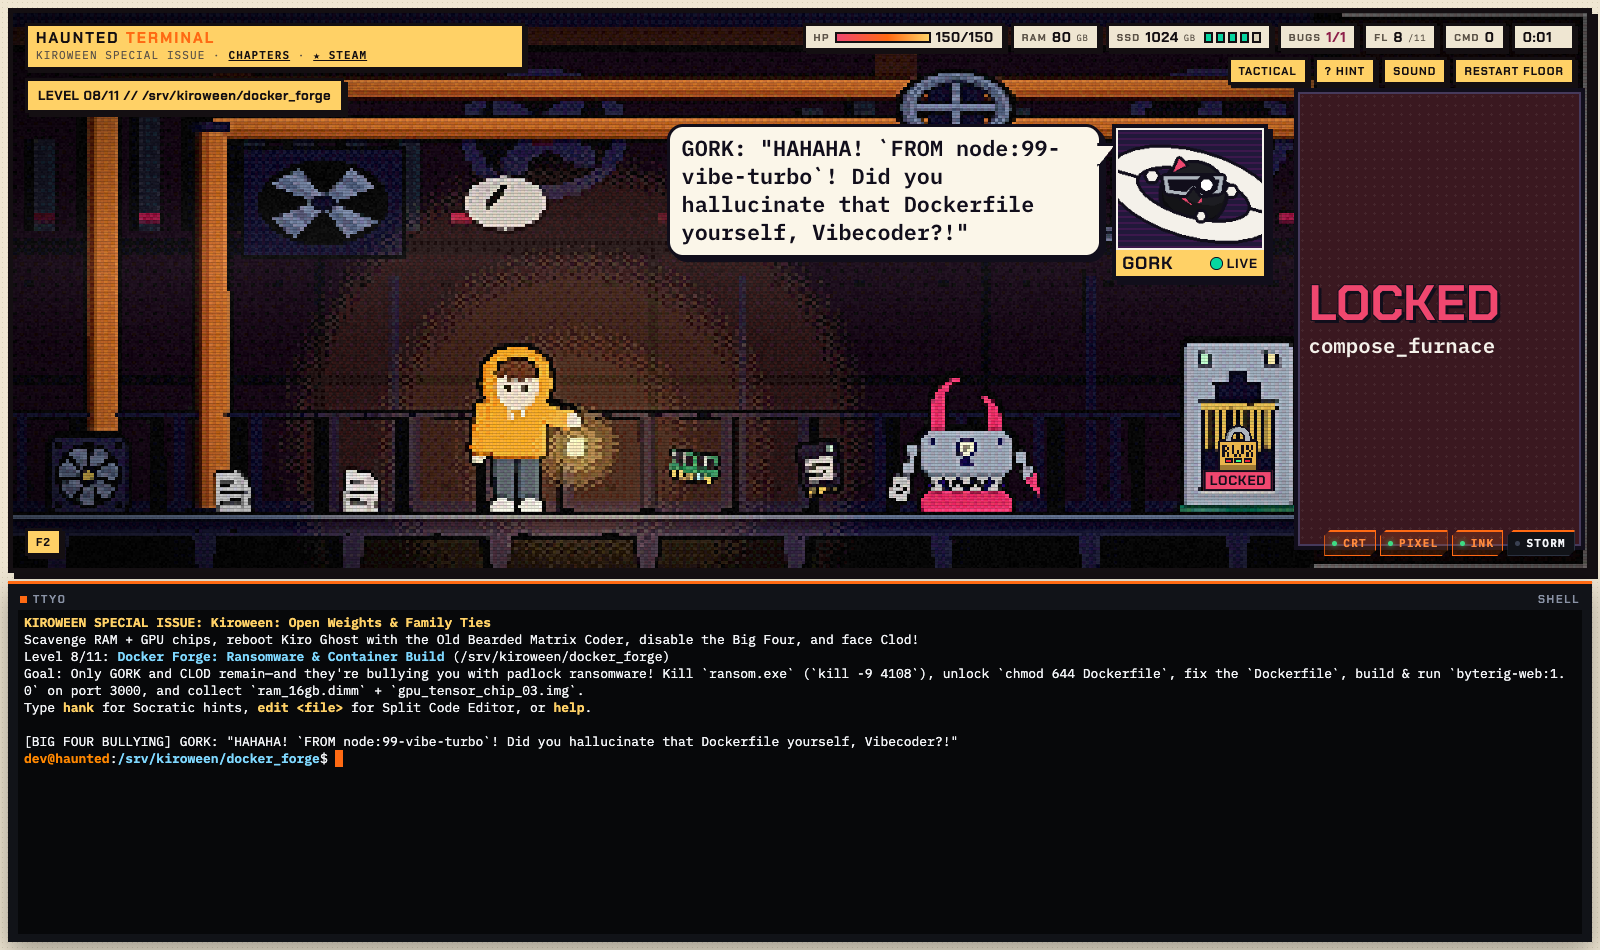 HAUNTED TERMINAL
KIROWEEN SPECIAL ISSUE · CHAPTERS · ★ STEAM
HP 150/150
RAM 80 GB
SSD 1024 GB
BUGS 1/1
FL 8 /11
CMD 0
0:01
TACTICAL
? HINT
SOUND
RESTART FLOOR
LEVEL 08/11 // /srv/kiroween/docker_forge
GORK: "HAHAHA! `FROM node:99-
vibe-turbo`! Did you
hallucinate that Dockerfile
yourself, Vibecoder?!"
GORK LIVE
LOCKED
compose_furnace
LOCKED
F2
CRT
PIXEL
INK
STORM
TTY0
SHELL
KIROWEEN SPECIAL ISSUE: Kiroween: Open Weights & Family Ties
Scavenge RAM + GPU chips, reboot Kiro Ghost with the Old Bearded Matrix Coder, disable the Big Four, and face Clod!
Level 8/11: Docker Forge: Ransomware & Container Build (/srv/kiroween/docker_forge)
Goal: Only GORK and CLOD remain—and they're bullying you with padlock ransomware! Kill `ransom.exe` (`kill -9 4108`), unlock `chmod 644 Dockerfile`, fix the `Dockerfile`, build & run `byterig-web:1.
0` on port 3000, and collect `ram_16gb.dimm` + `gpu_tensor_chip_03.img`.
Type hank for Socratic hints, edit <file> for Split Code Editor, or help.
[BIG FOUR BULLYING] GORK: "HAHAHA! `FROM node:99-vibe-turbo`! Did you hallucinate that Dockerfile yourself, Vibecoder?!"
dev@haunted:/srv/kiroween/docker_forge$